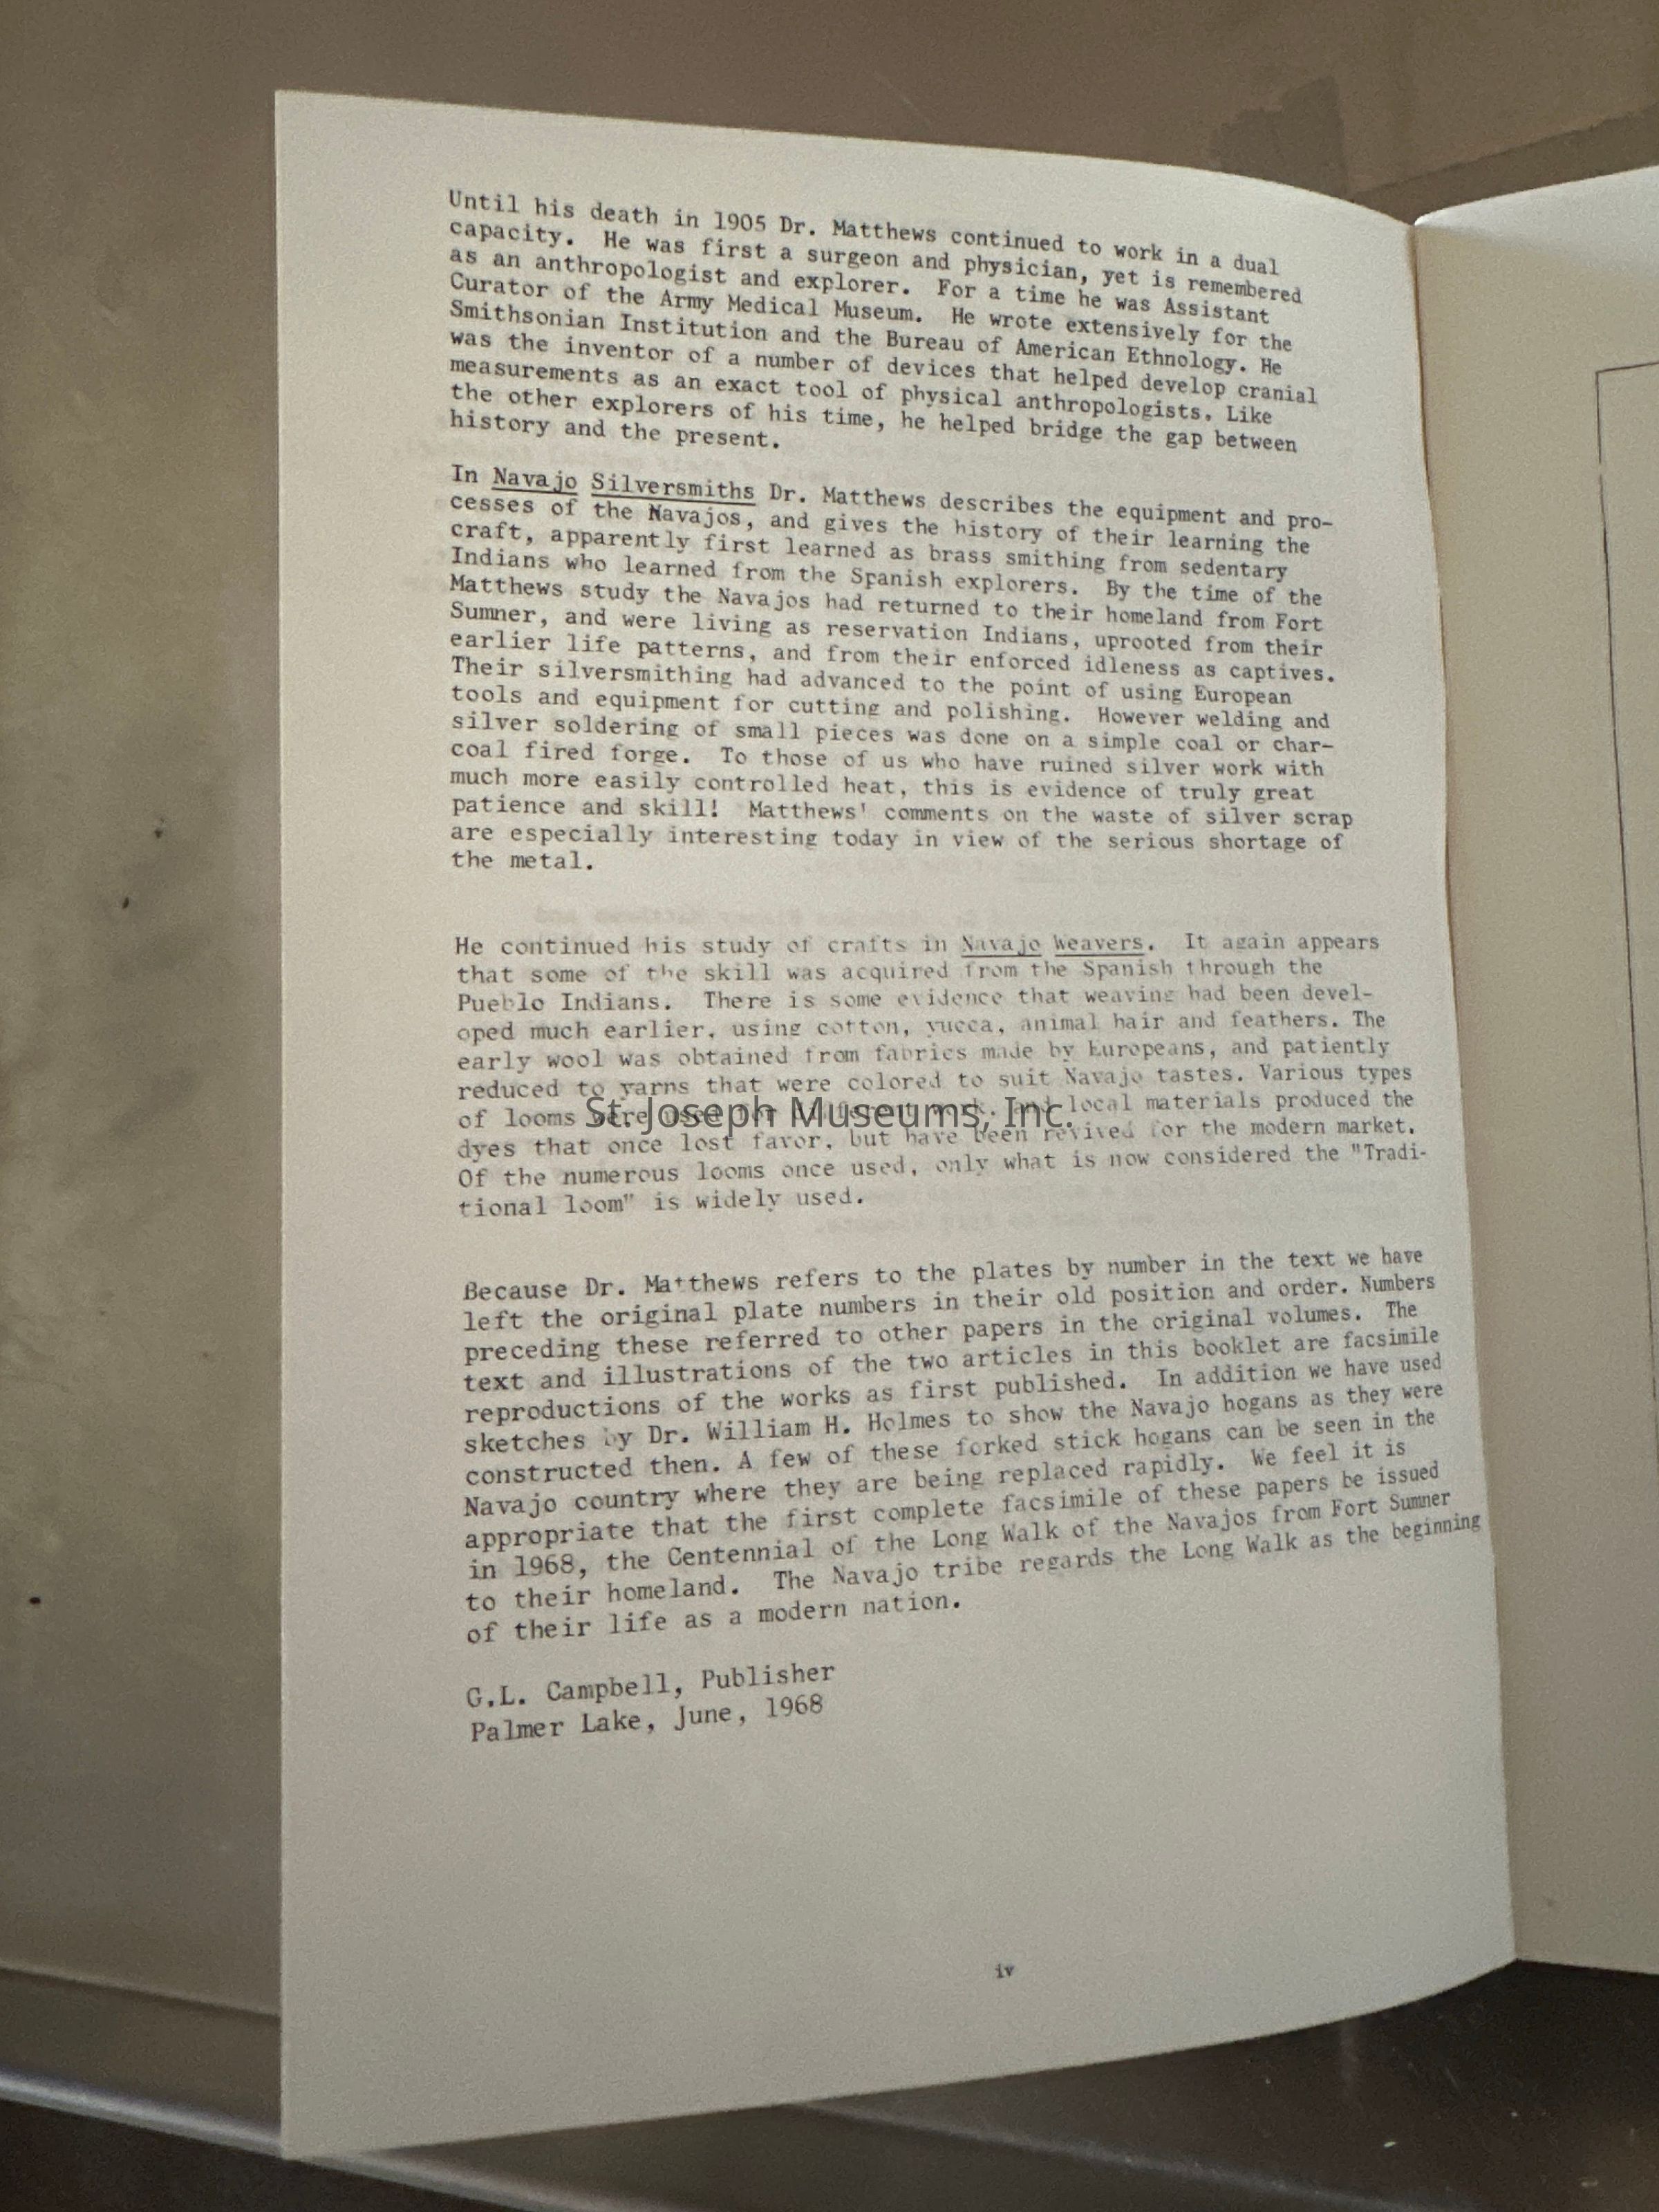 Until his death in 1905 Dr. Matthews continued to work in a dual
capacity. He was first a surgeon and physician, yet is remembered
as an anthropologist and explorer. For a time he was Assistant
Curator of the Army Medical Museum. He wrote extensively for the
Smithsonian Institution and the Bureau of American Ethnology. He
was the inventor of a number of devices that helped develop cranial
measurements as an exact tool of physical anthropologists. Like
the other explorers of his time, he helped bridge the gap between
history and the present.
In Navajo Silversmiths Dr. Matthews describes the equipment and pro-
cesses of the Navajos, and gives the history of their learning the
craft, apparently first learned as brass smithing from sedentary
Indians who learned from the Spanish explorers. By the time of the
Matthews study the Navajos had returned to their homeland from Fort
Sumner, and were living as reservation Indians, uprooted from their
earlier life patterns, and from their enforced idleness as captives.
Their silversmithing had advanced to the point of using European
tools and equipment for cutting and polishing. However welding and
silver soldering of small pieces was done on a simple coal or char-
coal fired forge. To those of us who have ruined silver work with
much more easily controlled heat, this is evidence of truly great
patience and skill! Matthews' comments on the waste of silver scrap
are especially interesting today in view of the serious shortage of
the metal.
He continued his study of crafts in Navajo Weavers. It again appears
that some of the skill was acquired from the Spanish through the
Pueblo Indians. There is some evidence that weaving had been devel-
oped much earlier, using cotton, yucca, animal hair and feathers. The
early wool was obtained from fabrics made by Europeans, and patiently
reduced to yarns that were colored to suit Navajo tastes. Various types
of looms were local materials produced the
St. Joseph Museums, Inc.
dyes that once lost favor, but have been revived for the modern market.
Of the numerous looms once used, only what is now considered the "Tradi-
tional loom" is widely used.
Because Dr. Matthews refers to the plates by number in the text we have
left the original plate numbers in their old position and order. Numbers
preceding these referred to other papers in the original volumes. The
text and illustrations of the two articles in this booklet are facsimile
reproductions of the works as first published. In addition we have used
sketches by Dr. William H. Holmes to show the Navajo hogans as they were
constructed then. A few of these forked stick hogans can be seen in the
Navajo country where they are being replaced rapidly. We feel it is
appropriate that the first complete facsimile of these papers be issued
in 1968, the Centennial of the Long Walk of the Navajos from Fort Sumner
to their homeland. The Navajo tribe regards the Long Walk as the beginning
of their life as a modern nation.
G.L. Campbell, Publisher
Palmer Lake, June, 1968
iv